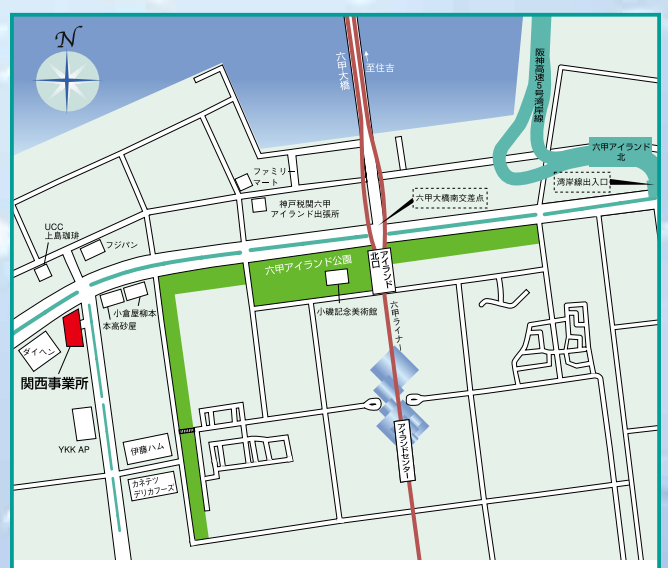 N
六甲大橋
至住吉
阪神高速5号湾岸線
六甲アイランド
北
湾岸線出入口
ファミリー
マート
神戸税関六甲
アイランド出張所
六甲大橋南交差点
UCC
上島珈琲
フジパン
六甲アイランド公園
アイランド
北口
小磯記念美術館
小倉屋柳本
本高砂屋
六甲ライナー
ダイヘン
関西事業所
YKK AP
伊藤ハム
カネテツ
デリカフーズ
アイランドセンター